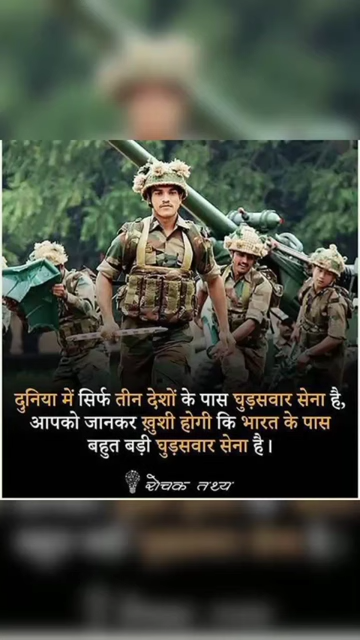 दुनिया में सिर्फ तीन देशों के पास घुड़सवार सेना है,
आपको जानकर ख़ुशी होगी कि भारत के पास
बहुत बड़ी घुड़सवार सेना है।
रोचक तथ्य